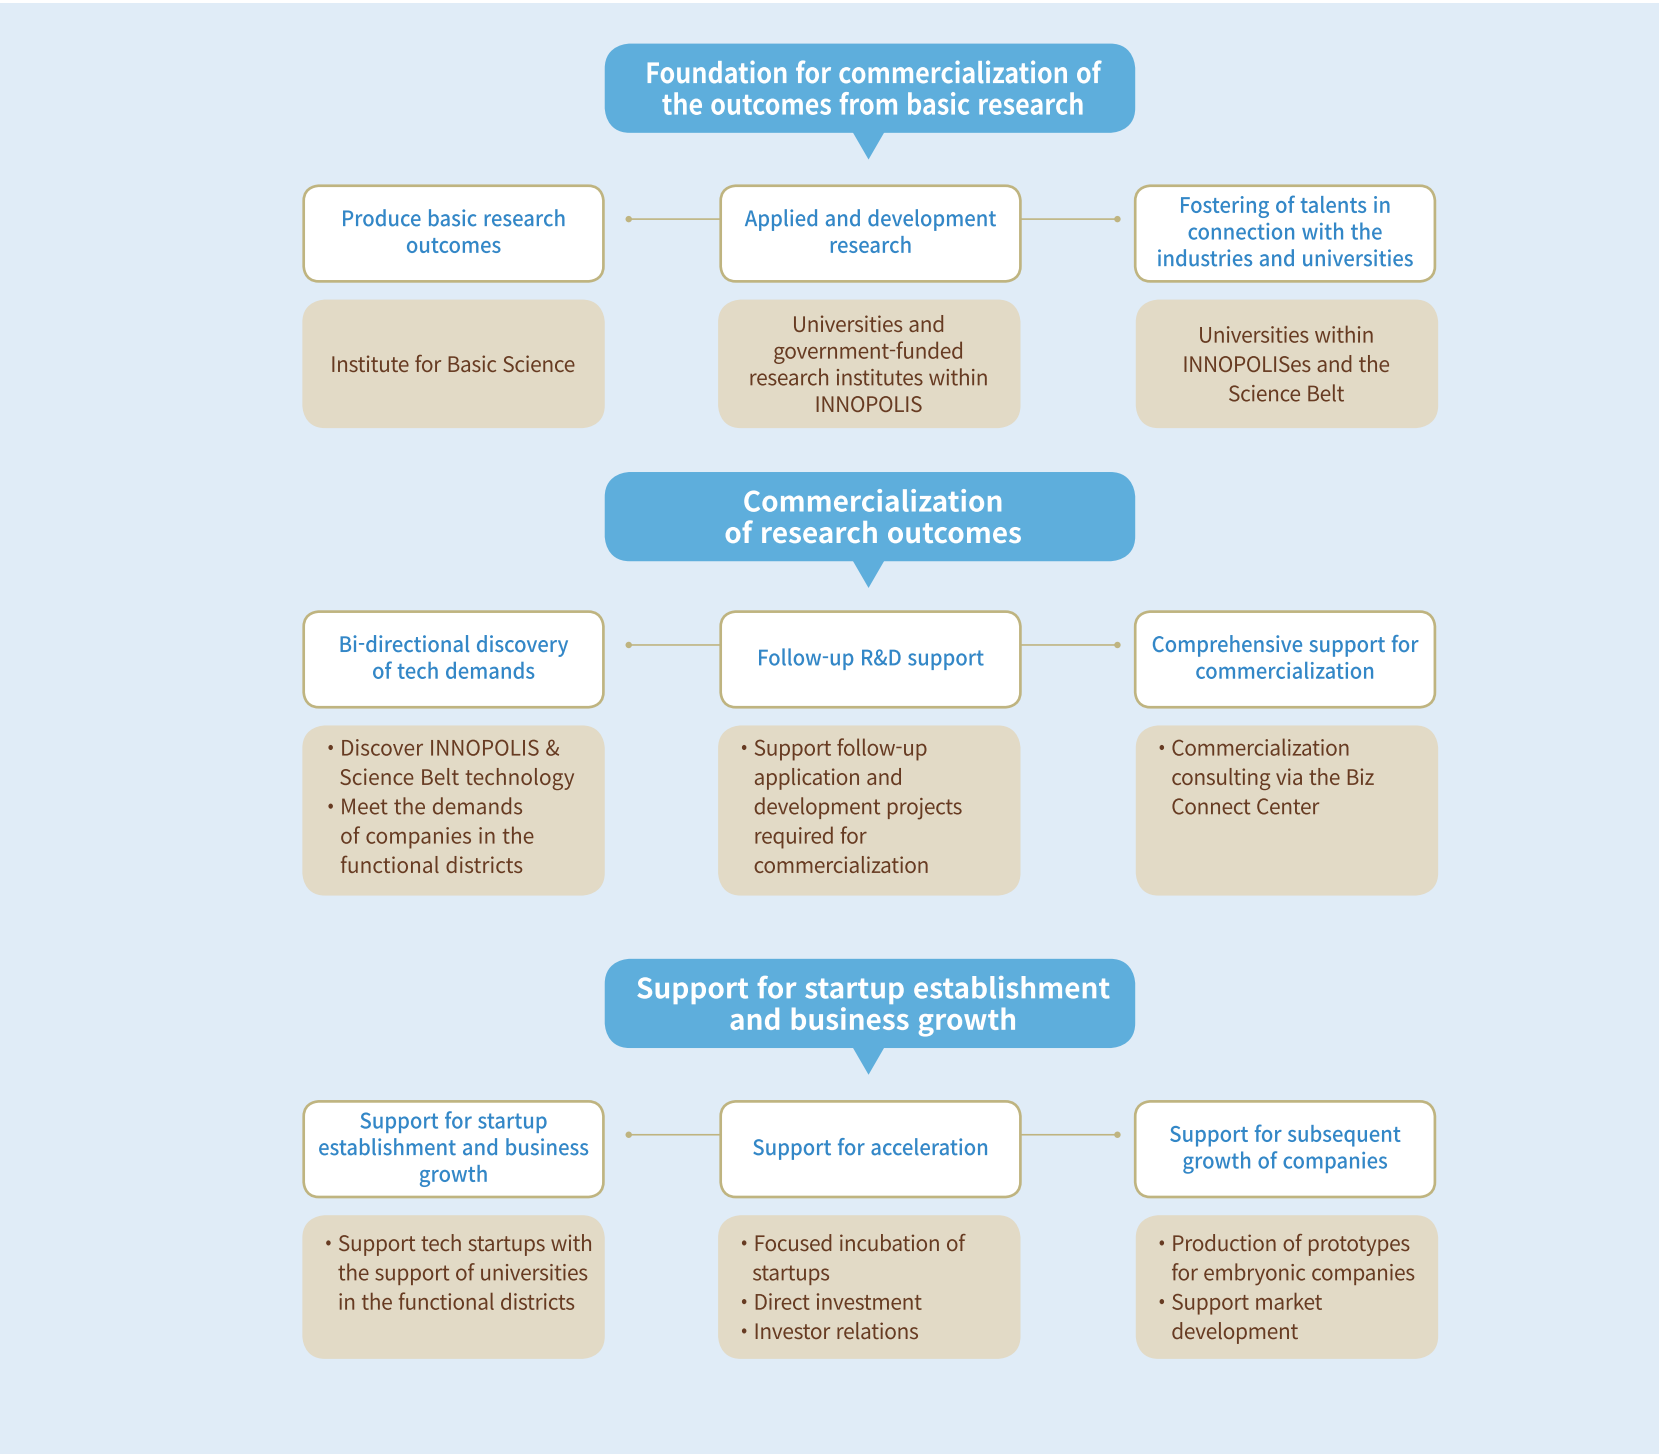 Foundation for commercialization of
the outcomes from basic research
Produce basic research
outcomes
Applied and development
research
Fostering of talents in
connection with the
industries and universities
Institute for Basic Science
Universities and
government-funded
research institutes within
INNOPOLIS
Universities within
INNOPOLISes and the
Science Belt
Commercialization
of research outcomes
Bi-directional discovery
of tech demands
Follow-up R&D support
Comprehensive support for
commercialization
• Discover INNOPOLIS &
Science Belt technology
• Meet the demands
of companies in the
functional districts
• Support follow-up
application and
development projects
required for
commercialization
• Commercialization
consulting via the Biz
Connect Center
Support for startup establishment
and business growth
Support for startup
establishment and business
growth
Support for acceleration
Support for subsequent
growth of companies
• Support tech startups with
the support of universities
in the functional districts
• Focused incubation of
startups
• Direct investment
• Investor relations
• Production of prototypes
for embryonic companies
• Support market
development